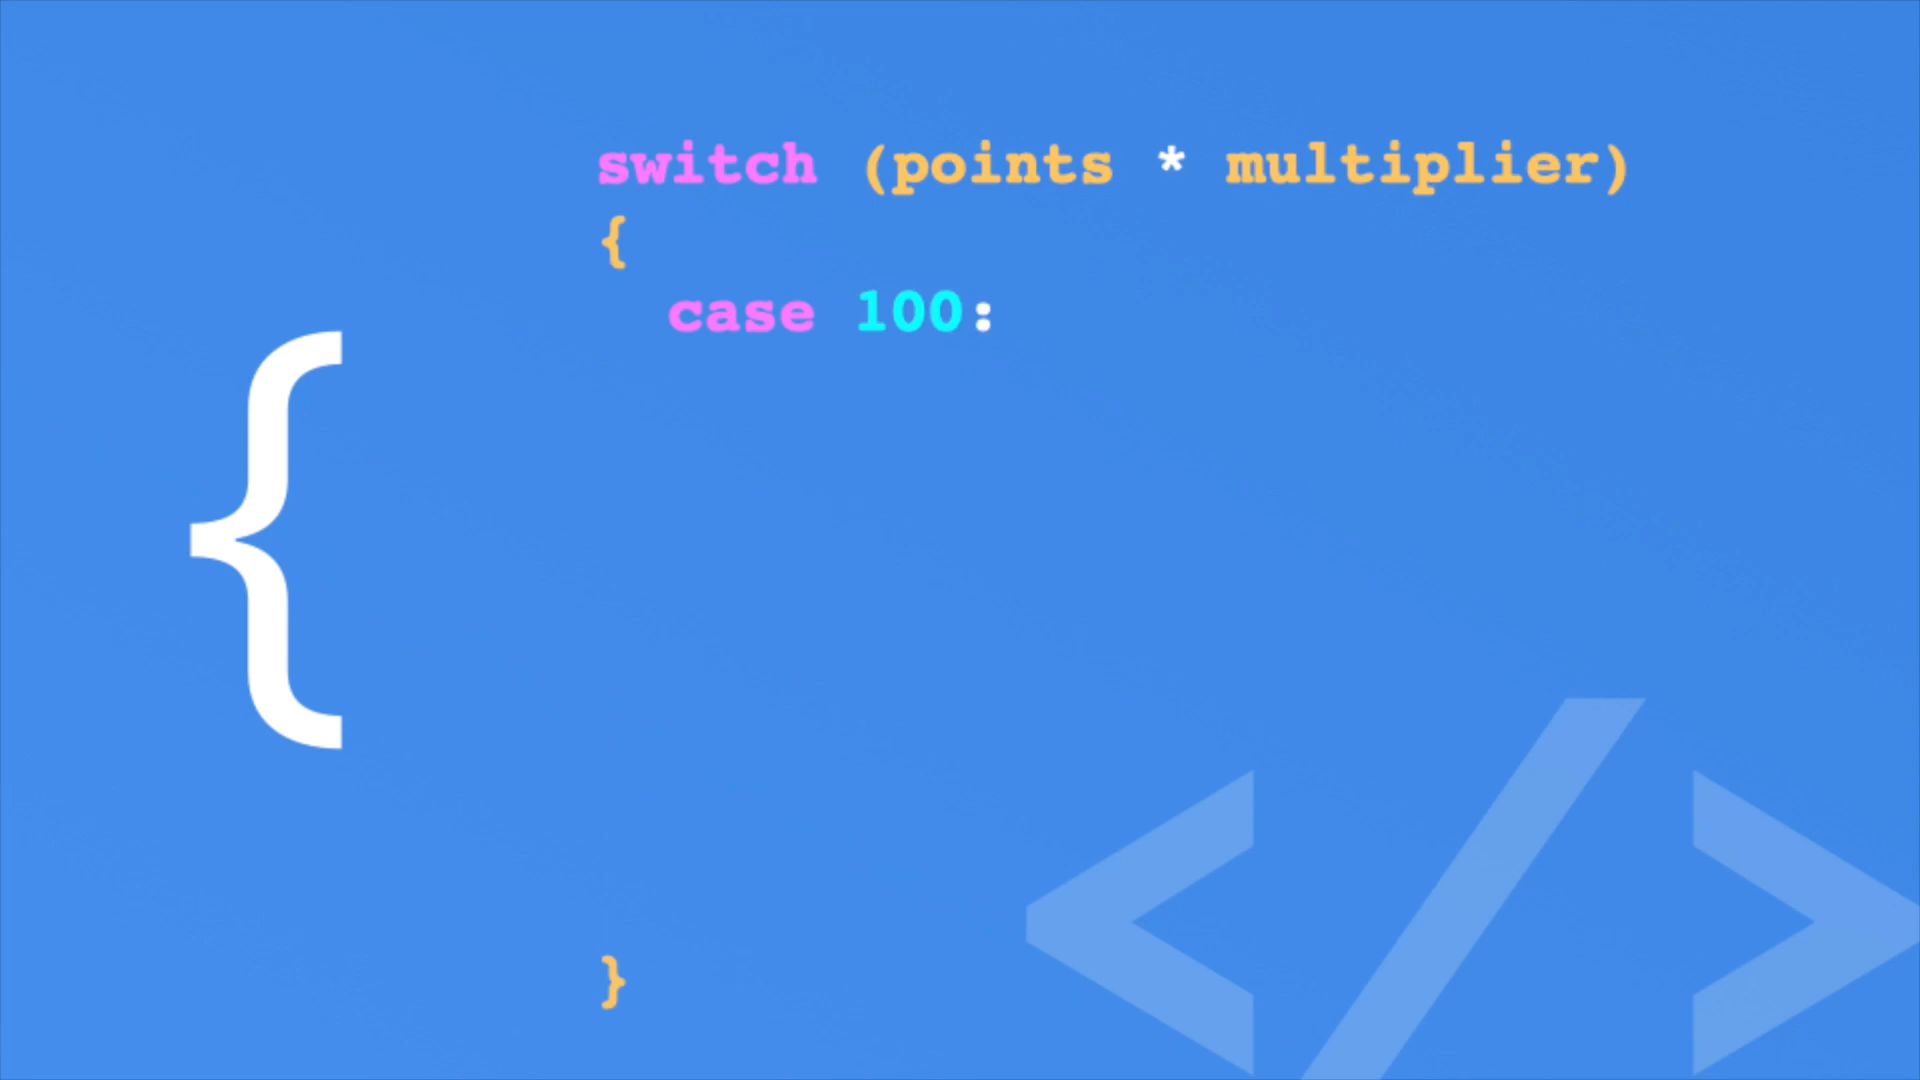 switch (points * multiplier)
{
case 100:
{
}
</>